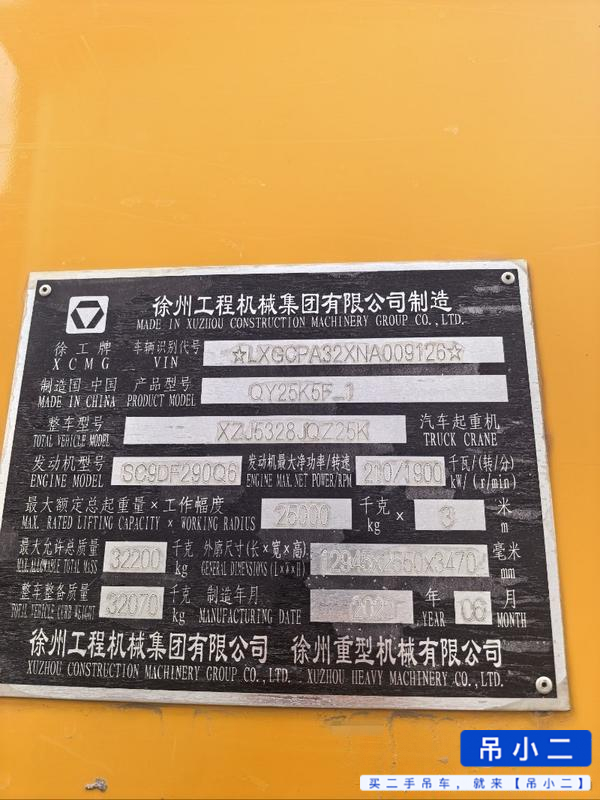 徐州工程机械集团有限公司制造
MADE IN XUZHOU CONSTRUCTION MACHINERY GROUP CO.,LTD.
徐工牌 车辆识别代号 ☆LXGCPA32XNA009126☆
XCMG VIN
制造国 中国 产品型号 QY25K5F_1
MADE IN CHINA PRODUCT MODEL
整车型号 XZJ5328JQZ25K 汽车起重机
TOTAL VEHICLE MODEL TRUCK CRANE
发动机型号 SC9DF290Q6 发动机最大净功率/转速 210/1900 千瓦/(转/分)
ENGINE MODEL ENGINE MAX.NET POWER/RPM kW/(r/min)
最大额定总起重量×工作幅度 25000 千克 × 3 米
MAX. RATED LIFTING CAPACITY × WORKING RADIUS kg m
最大允许总质量 32200 千克 外廓尺寸(长×宽×高) 12945x2550x3470 毫米
MAX.ALLOWABLE TOTAL MASS kg GENERAL DIMENSIONS (L×W×H) mm
整车整备质量 32070 千克 制造年月 年 06 月
TOTAL VEHICLE CURB WEIGHT kg MANUFACTURING DATE YEAR MONTH
徐州工程机械集团有限公司 徐州重型机械有限公司
XUZHOU CONSTRUCTION MACHINERY GROUP CO.,LTD. XUZHOU HEAVY MACHINERY CO.,LTD.
吊小二
买二手吊车，就来【吊小二】